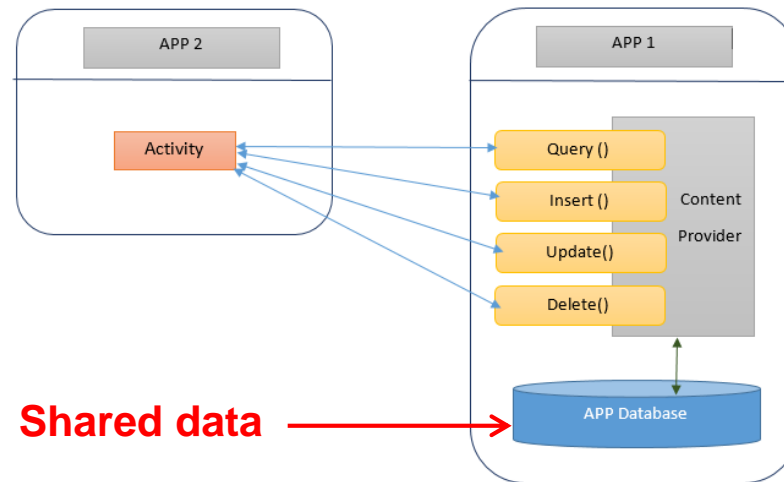 APP 2
APP 1
Activity
Query ()
Insert ()
Update()
Delete()
Content
Provider
APP Database
Shared data